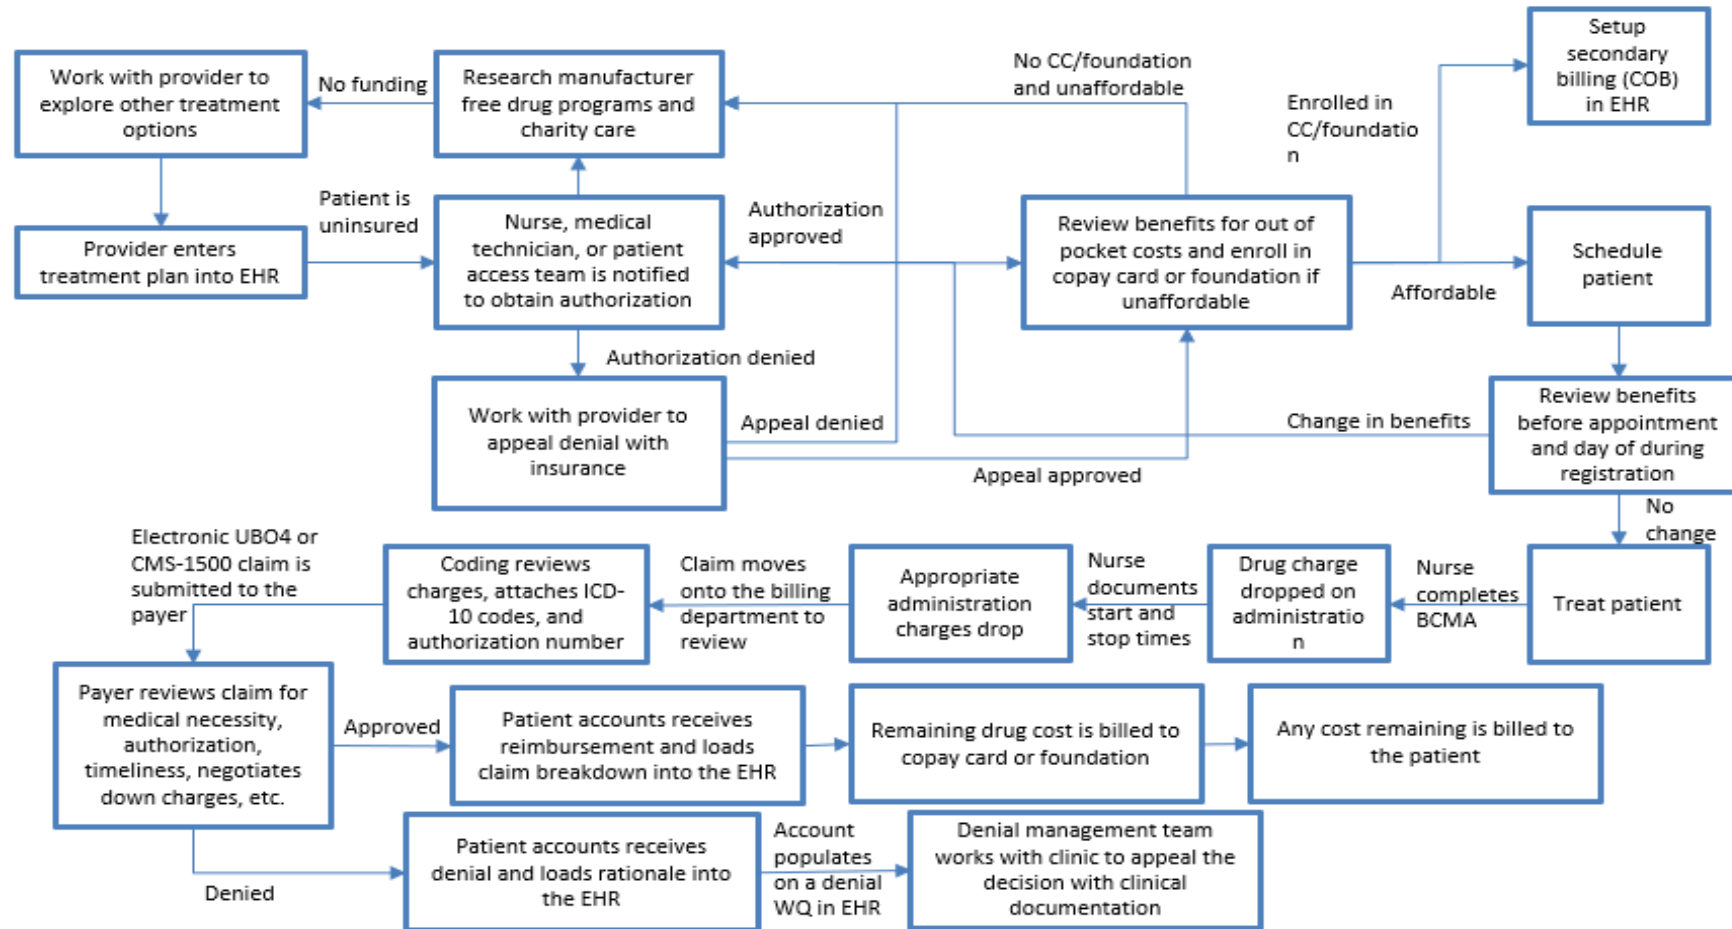 Work with provider to
explore other treatment
options
No funding
Research manufacturer
free drug programs and
charity care
No CC/foundation
and unaffordable
Enrolled in
CC/foundatio
n
Setup
secondary
billing (COB)
in EHR
Provider enters
treatment plan into EHR
Patient is
uninsured
Nurse, medical
technician, or patient
access team is notified
to obtain authorization
Authorization
approved
Review benefits for out of
pocket costs and enroll in
copay card or foundation if
unaffordable
Affordable
Schedule
patient
Authorization denied
Work with provider to
appeal denial with
insurance
Appeal denied
Appeal approved
Change in benefits
Review benefits
before appointment
and day of during
registration
No
change
Treat patient
Nurse
completes
BCMA
Drug charge
dropped on
administratio
n
Nurse
documents
start and
stop times
Appropriate
administration
charges drop
Claim moves
onto the billing
department to
review
Coding reviews
charges, attaches ICD-
10 codes, and
authorization number
Electronic UBO4 or
CMS-1500 claim is
submitted to the
payer
Payer reviews claim for
medical necessity,
authorization,
timeliness, negotiates
down charges, etc.
Approved
Patient accounts receives
reimbursement and loads
claim breakdown into the EHR
Remaining drug cost is billed to
copay card or foundation
Any cost remaining is billed to
the patient
Denied
Patient accounts receives
denial and loads rationale into
the EHR
Account
populates
on a denial
WQ in EHR
Denial management team
works with clinic to appeal the
decision with clinical
documentation